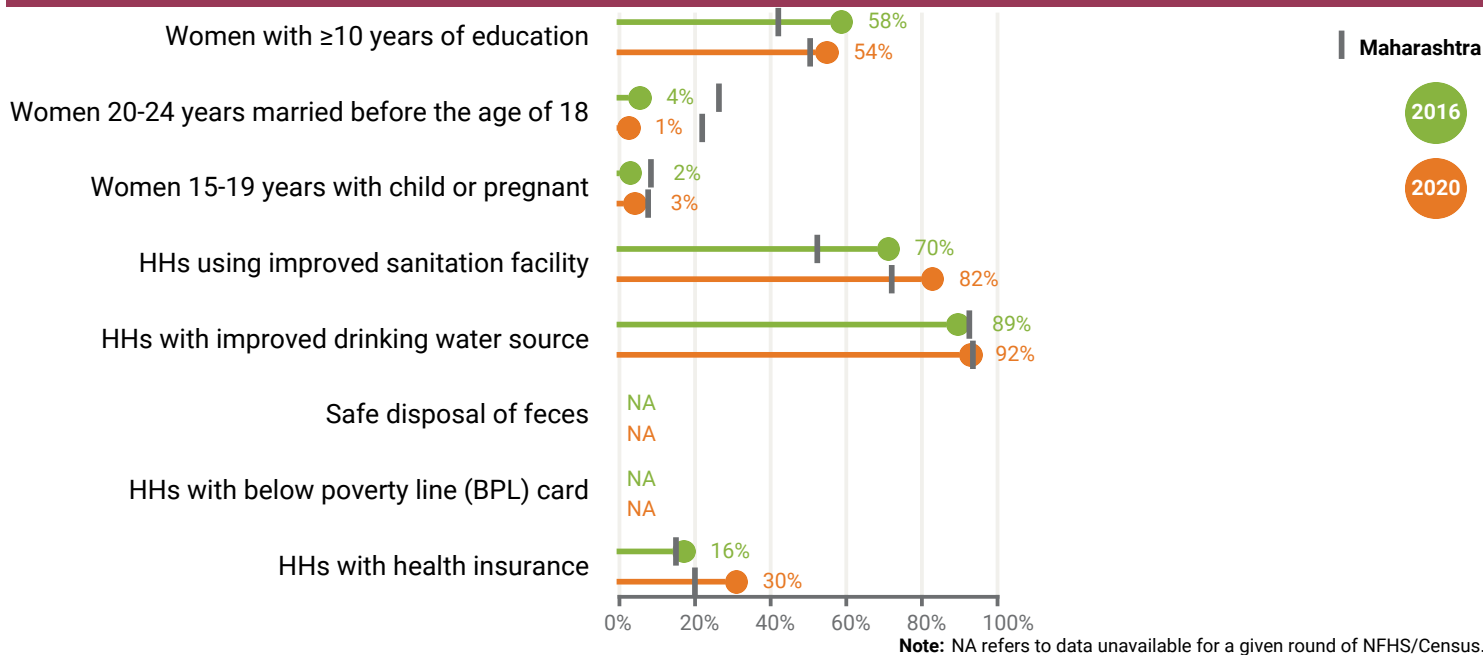 Women with ≥10 years of education
58%
54%
Women 20-24 years married before the age of 18
4%
1%
Women 15-19 years with child or pregnant
2%
3%
HHs using improved sanitation facility
70%
82%
HHs with improved drinking water source
89%
92%
Safe disposal of feces
NA
NA
HHs with below poverty line (BPL) card
NA
NA
HHs with health insurance
16%
30%
0% 20% 40% 60% 80% 100%
Maharashtra
2016
2020
Note: NA refers to data unavailable for a given round of NFHS/Census.